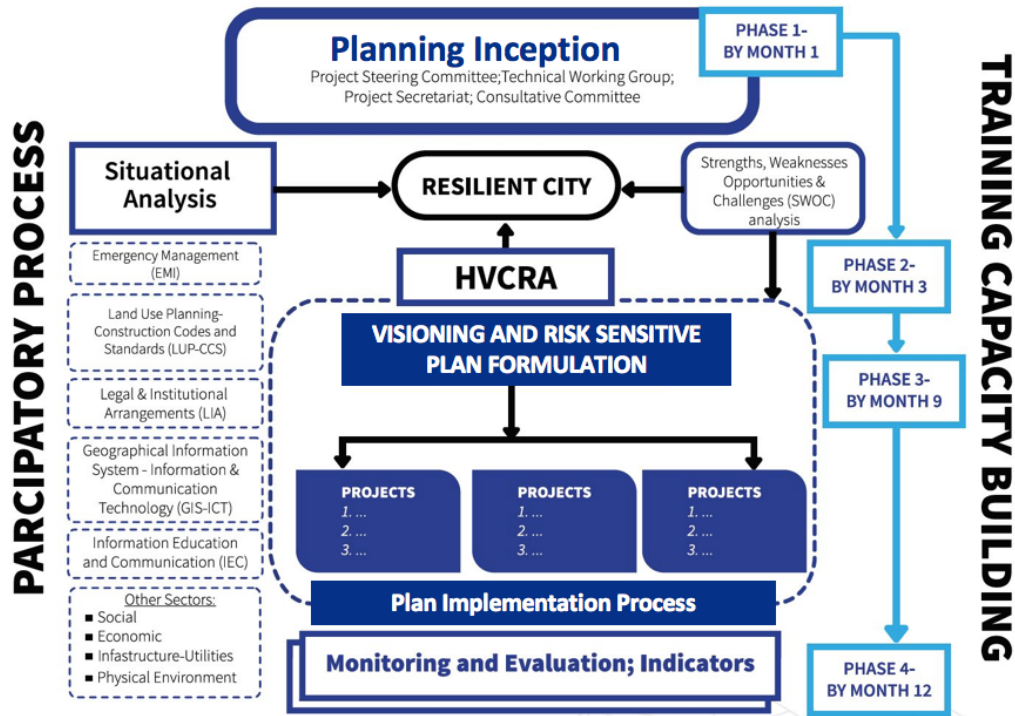 PARCIPATORY PROCESS
Planning Inception
Project Steering Committee;Technical Working Group;
Project Secretariat; Consultative Committee
PHASE 1-
BY MONTH 1
Situational
Analysis
RESILIENT CITY
Strengths, Weaknesses
Opportunities &
Challenges (SWOC)
analysis
HVCRA
Emergency Management
(EMI)
Land Use Planning-
Construction Codes and
Standards (LUP-CCS)
Legal & Institutional
Arrangements (LIA)
Geographical Information
System - Information &
Communication
Technology (GIS-ICT)
Information Education
and Communication (IEC)
Other Sectors:
▪ Social
▪ Economic
▪ Infastructure-Utilities
▪ Physical Environment
VISIONING AND RISK SENSITIVE
PLAN FORMULATION
PROJECTS
1. ...
2. ...
3. ...
PROJECTS
1. ...
2. ...
3. ...
PROJECTS
1. ...
2. ...
3. ...
Plan Implementation Process
Monitoring and Evaluation; Indicators
PHASE 2-
BY MONTH 3
PHASE 3-
BY MONTH 9
PHASE 4-
BY MONTH 12
TRAINING CAPACITY BUILDING